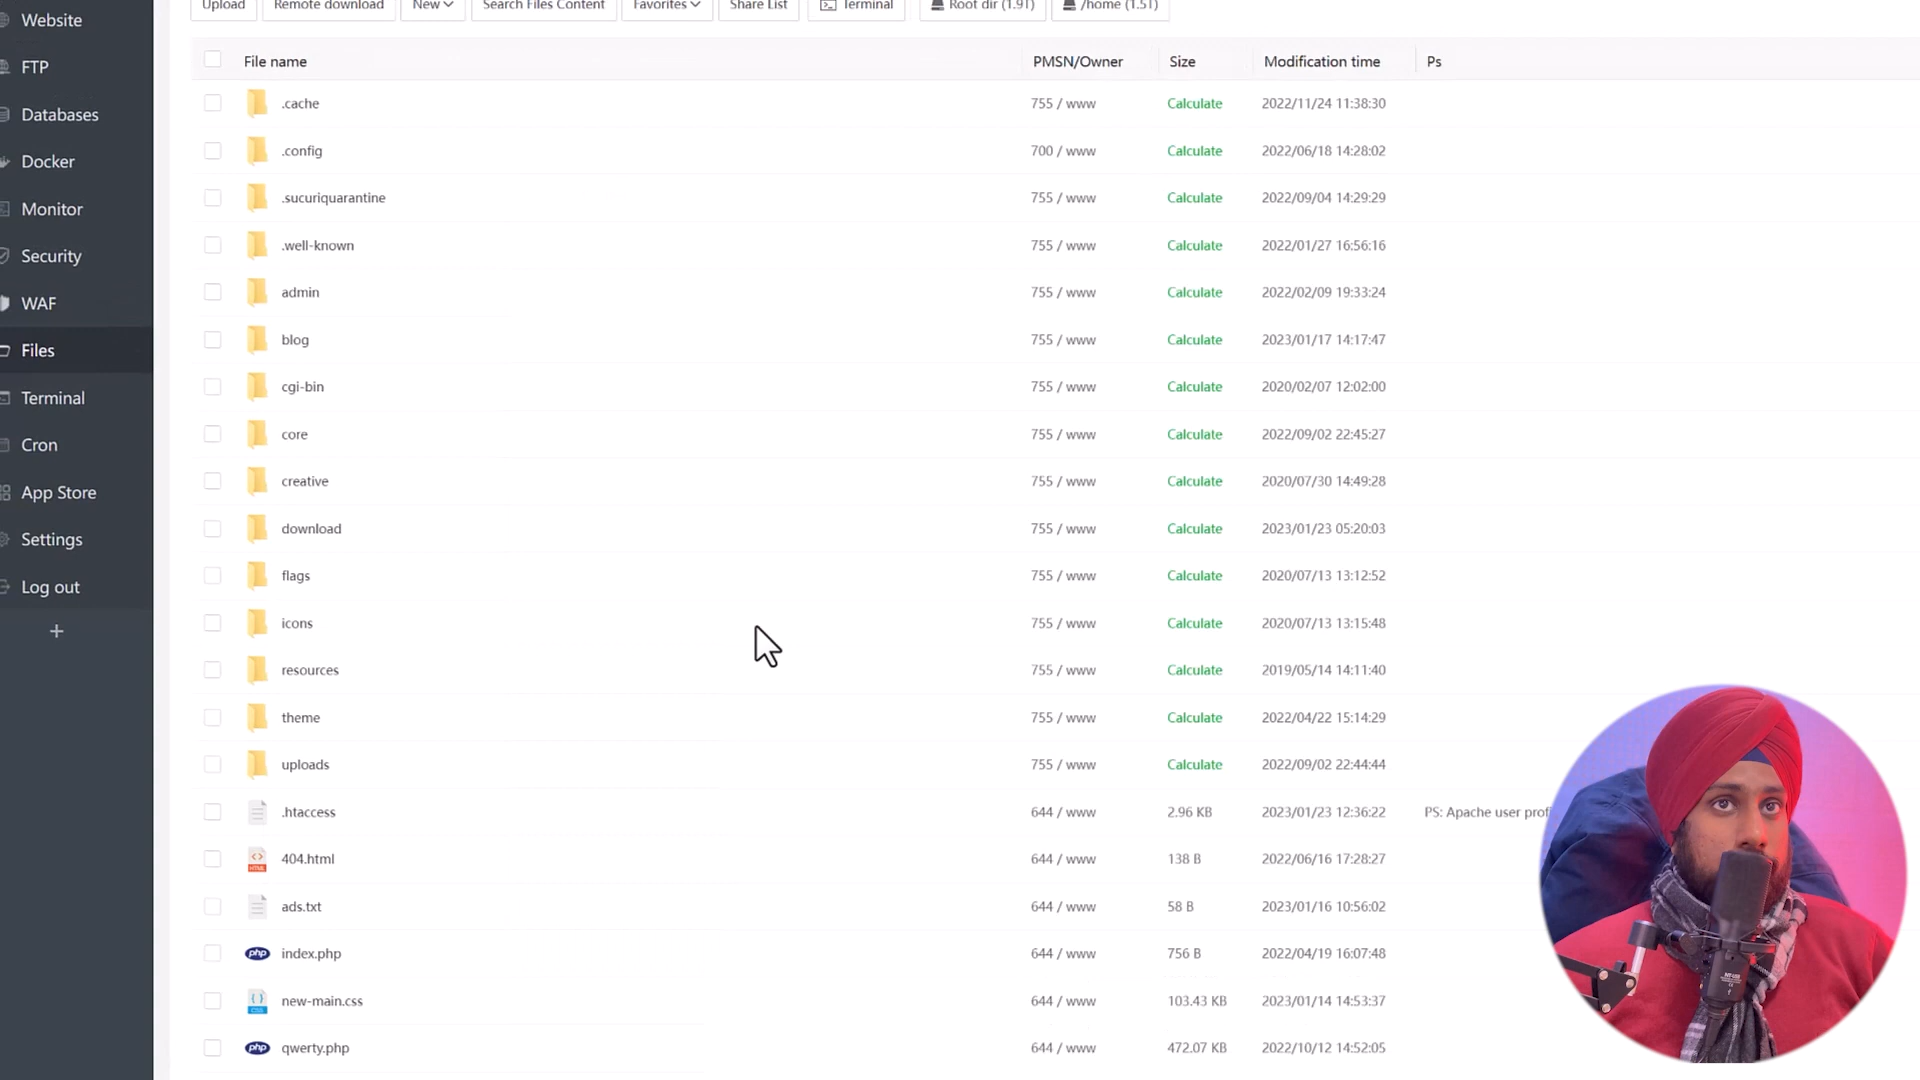 Upload Remote download New Search Files Content Favorites Share List Terminal Root dir (1.9T) /home (1.5T)
Website
FTP
Databases
Docker
Monitor
Security
WAF
Files
Terminal
Cron
App Store
Settings
Log out
+
File name PMSN/Owner Size Modification time Ps
.cache 755 / www Calculate 2022/11/24 11:38:30
.config 700 / www Calculate 2022/06/18 14:28:02
.sucuriquarantine 755 / www Calculate 2022/09/04 14:29:29
.well-known 755 / www Calculate 2022/01/27 16:56:16
admin 755 / www Calculate 2022/02/09 19:33:24
blog 755 / www Calculate 2023/01/17 14:17:47
cgi-bin 755 / www Calculate 2020/02/07 12:02:00
core 755 / www Calculate 2022/09/02 22:45:27
creative 755 / www Calculate 2020/07/30 14:49:28
download 755 / www Calculate 2023/01/23 05:20:03
flags 755 / www Calculate 2020/07/13 13:12:52
icons 755 / www Calculate 2020/07/13 13:15:48
resources 755 / www Calculate 2019/05/14 14:11:40
theme 755 / www Calculate 2022/04/22 15:14:29
uploads 755 / www Calculate 2022/09/02 22:44:44
.htaccess 644 / www 2.96 KB 2023/01/23 12:36:22 PS: Apache user prof
404.html 644 / www 138 B 2022/06/16 17:28:27
ads.txt 644 / www 58 B 2023/01/16 10:56:02
php index.php 644 / www 756 B 2022/04/19 16:07:48
new-main.css 644 / www 103.43 KB 2023/01/14 14:53:37
php qwerty.php 644 / www 472.07 KB 2022/10/12 14:52:05